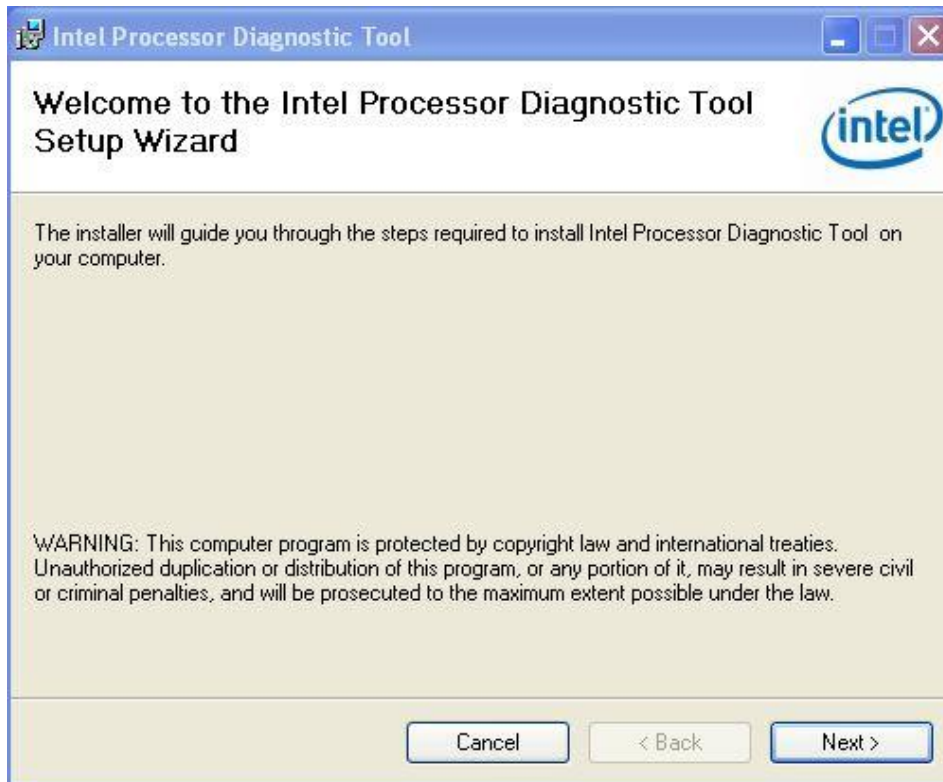 Intel Processor Diagnostic Tool
Welcome to the Intel Processor Diagnostic Tool
Setup Wizard
intel
The installer will guide you through the steps required to install Intel Processor Diagnostic Tool on
your computer.
WARNING: This computer program is protected by copyright law and international treaties.
Unauthorized duplication or distribution of this program, or any portion of it, may result in severe civil
or criminal penalties, and will be prosecuted to the maximum extent possible under the law.
Cancel
< Back
Next >